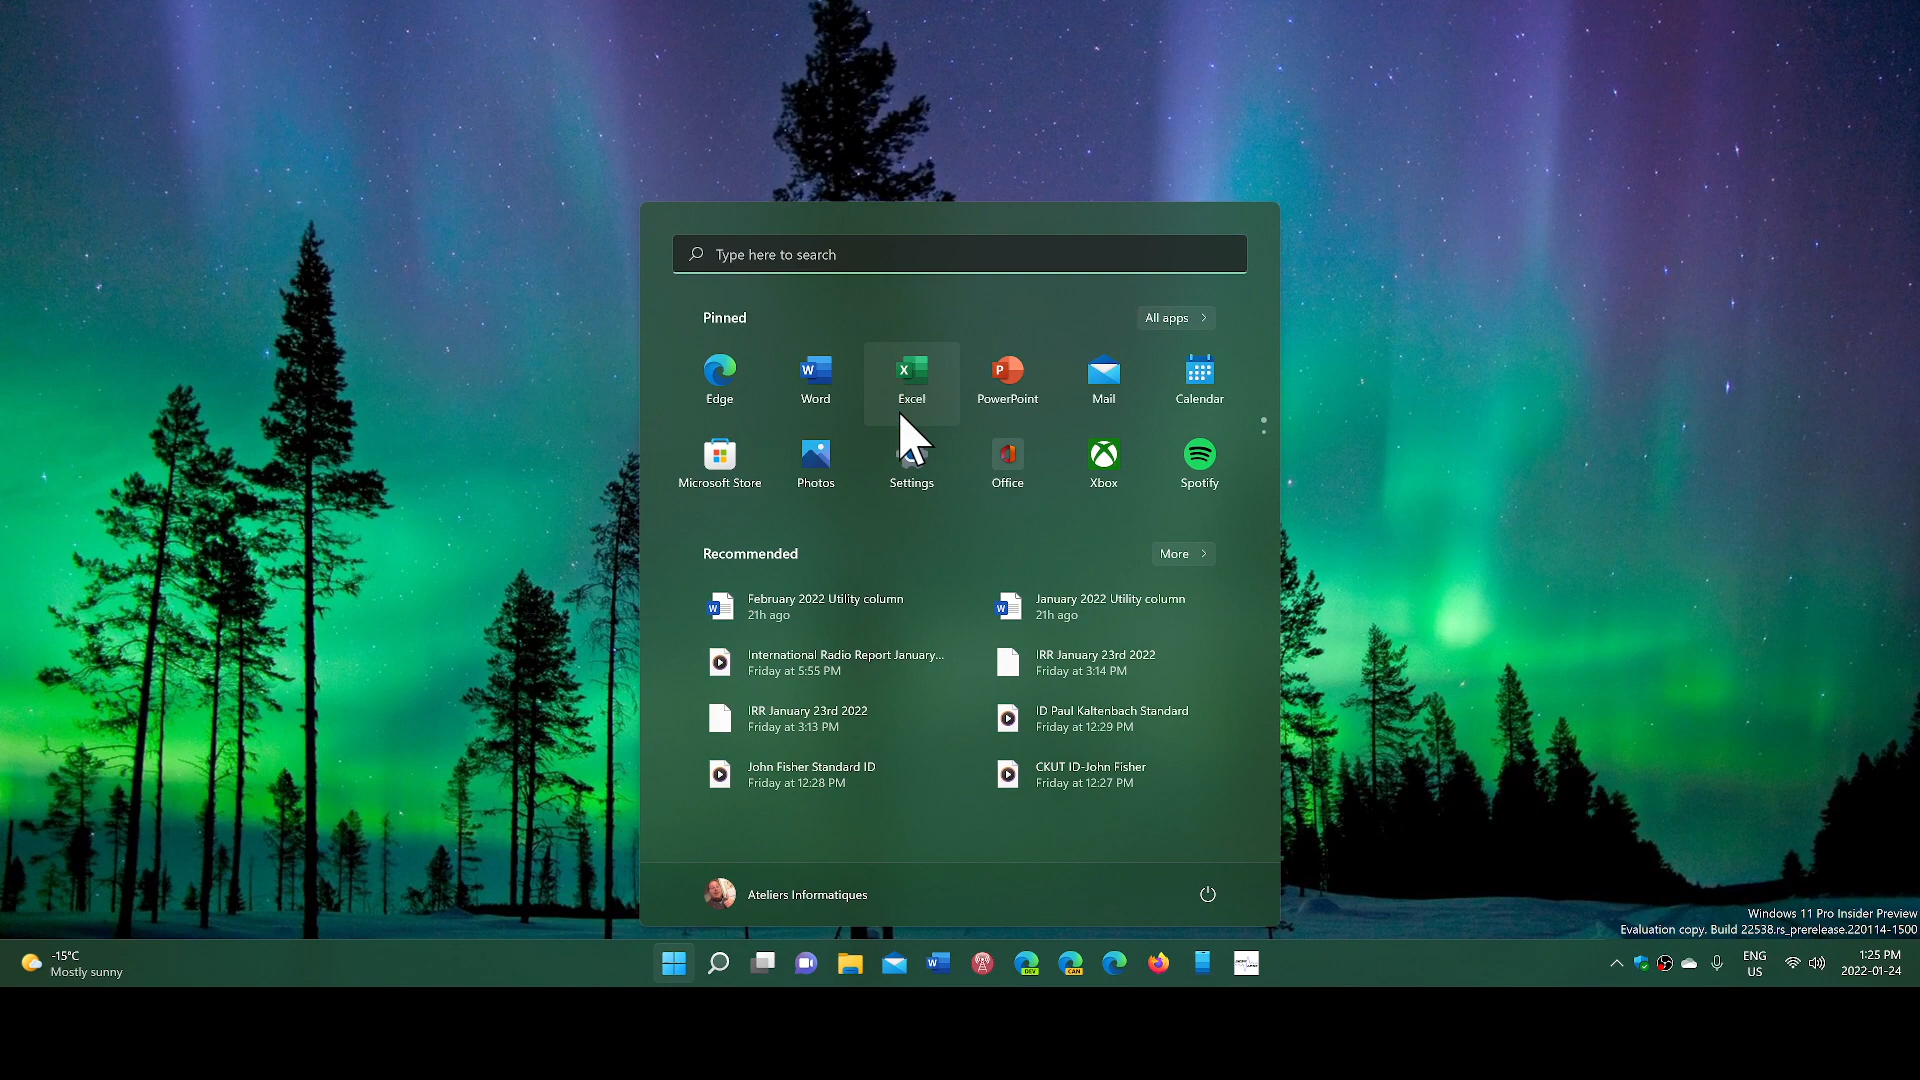 Type here to search
Pinned
All apps
Edge
Word
Excel
PowerPoint
Mail
Calendar
Microsoft Store
Photos
Settings
Office
Xbox
Spotify
Recommended
More
February 2022 Utility column
21h ago
January 2022 Utility column
21h ago
International Radio Report January...
Friday at 5:55 PM
IRR January 23rd 2022
Friday at 3:14 PM
IRR January 23rd 2022
Friday at 3:13 PM
ID Paul Kaltenbach Standard
Friday at 12:29 PM
John Fisher Standard ID
Friday at 12:28 PM
CKUT ID-John Fisher
Friday at 12:27 PM
Ateliers Informatiques
Windows 11 Pro Insider Preview
Evaluation copy. Build 22538.rs_prerelease.220114-1500
-15°C
Mostly sunny
W
DEV
CAN
ENG
US
1:25 PM
2022-01-24